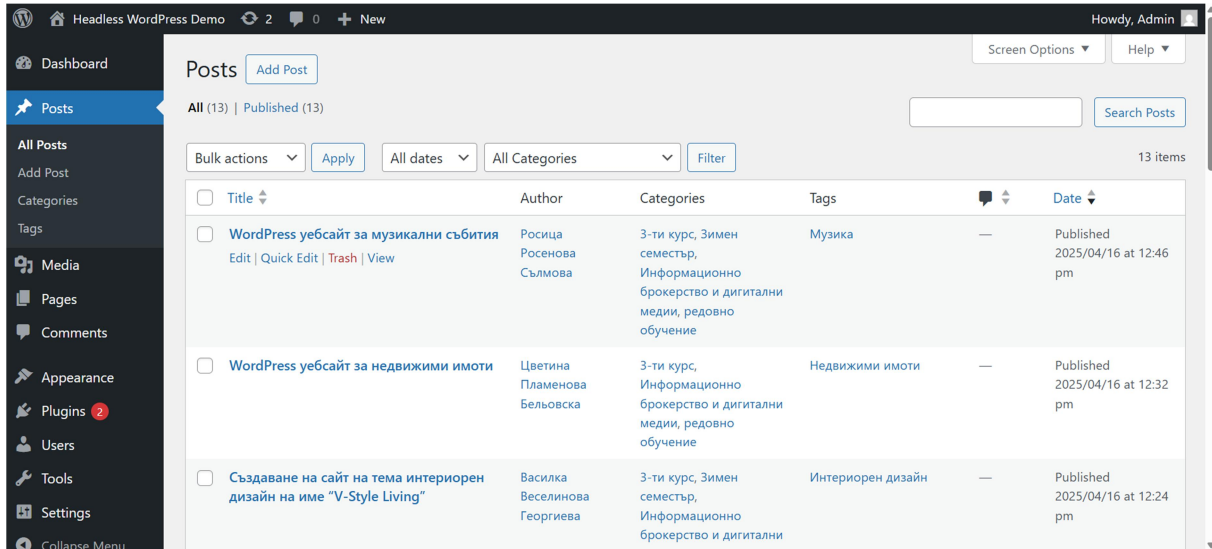 Headless WordPress Demo 2 0 New Howdy, Admin
Screen Options Help
Dashboard
Posts
All Posts
Add Post
Categories
Tags
Media
Pages
Comments
Appearance
Plugins 2
Users
Tools
Settings
Collapse Menu
Posts Add Post
All (13) | Published (13)
Search Posts
Bulk actions Apply All dates All Categories Filter 13 items
Title Author Categories Tags Date
WordPress уебсайт за музикални събития
Edit | Quick Edit | Trash | View
Росица
Росенова
Сълмова
3-ти курс, Зимен
семестър,
Информационно
брокерство и дигитални
медии, редовно
обучение
Музика
—
Published
2025/04/16 at 12:46
pm
WordPress уебсайт за недвижими имоти
Цветина
Пламенова
Бельовска
3-ти курс,
Информационно
брокерство и дигитални
медии, редовно
обучение
Недвижими имоти
—
Published
2025/04/16 at 12:32
pm
Създаване на сайт на тема интериорен
дизайн на име “V-Style Living”
Василка
Веселинова
Георгиева
3-ти курс, Зимен
семестър,
Информационно
брокерство и дигитални
Интериорен дизайн
—
Published
2025/04/16 at 12:24
pm